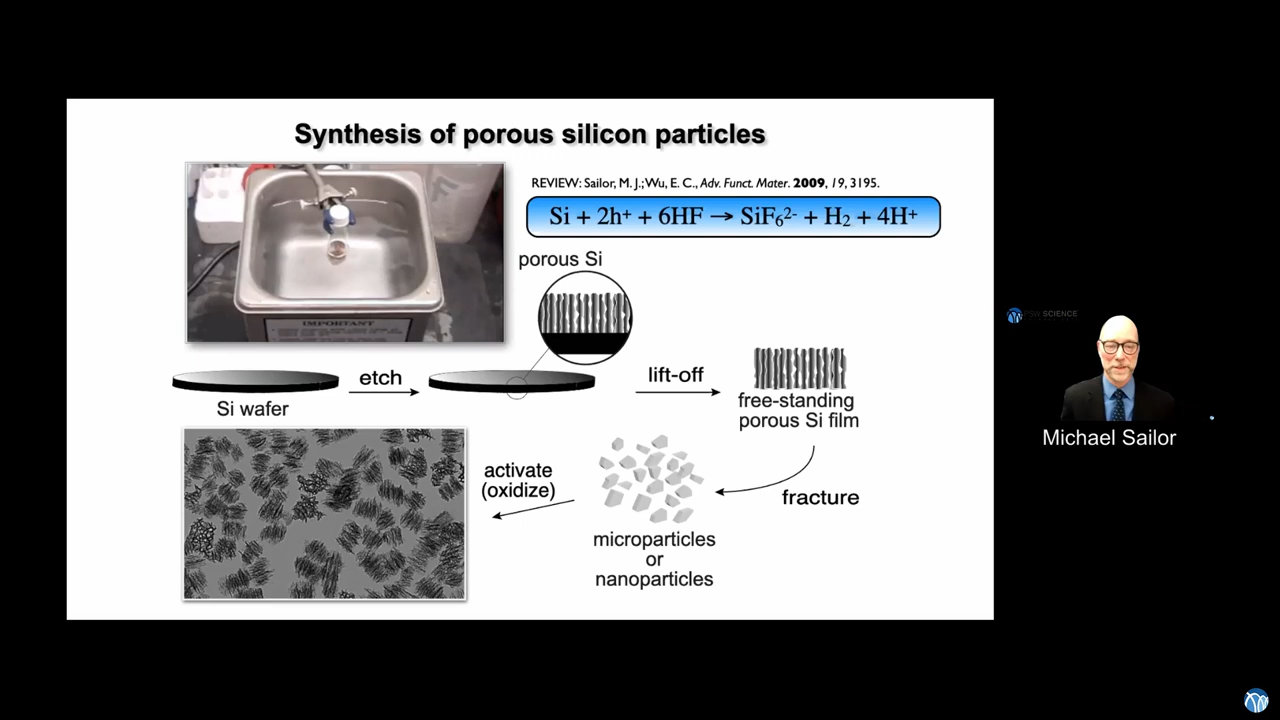 Synthesis of porous silicon particles
REVIEW: Sailor, M. J.; Wu, E. C., Adv. Funct. Mater. 2009, 19, 3195.
Si + 2h⁺ + 6HF → SiF₆²⁻ + H₂ + 4H⁺
IMPORTANT
porous Si
etch
Si wafer
lift-off
free-standing
porous Si film
fracture
microparticles
or
nanoparticles
activate
(oxidize)
PSW SCIENCE
Michael Sailor